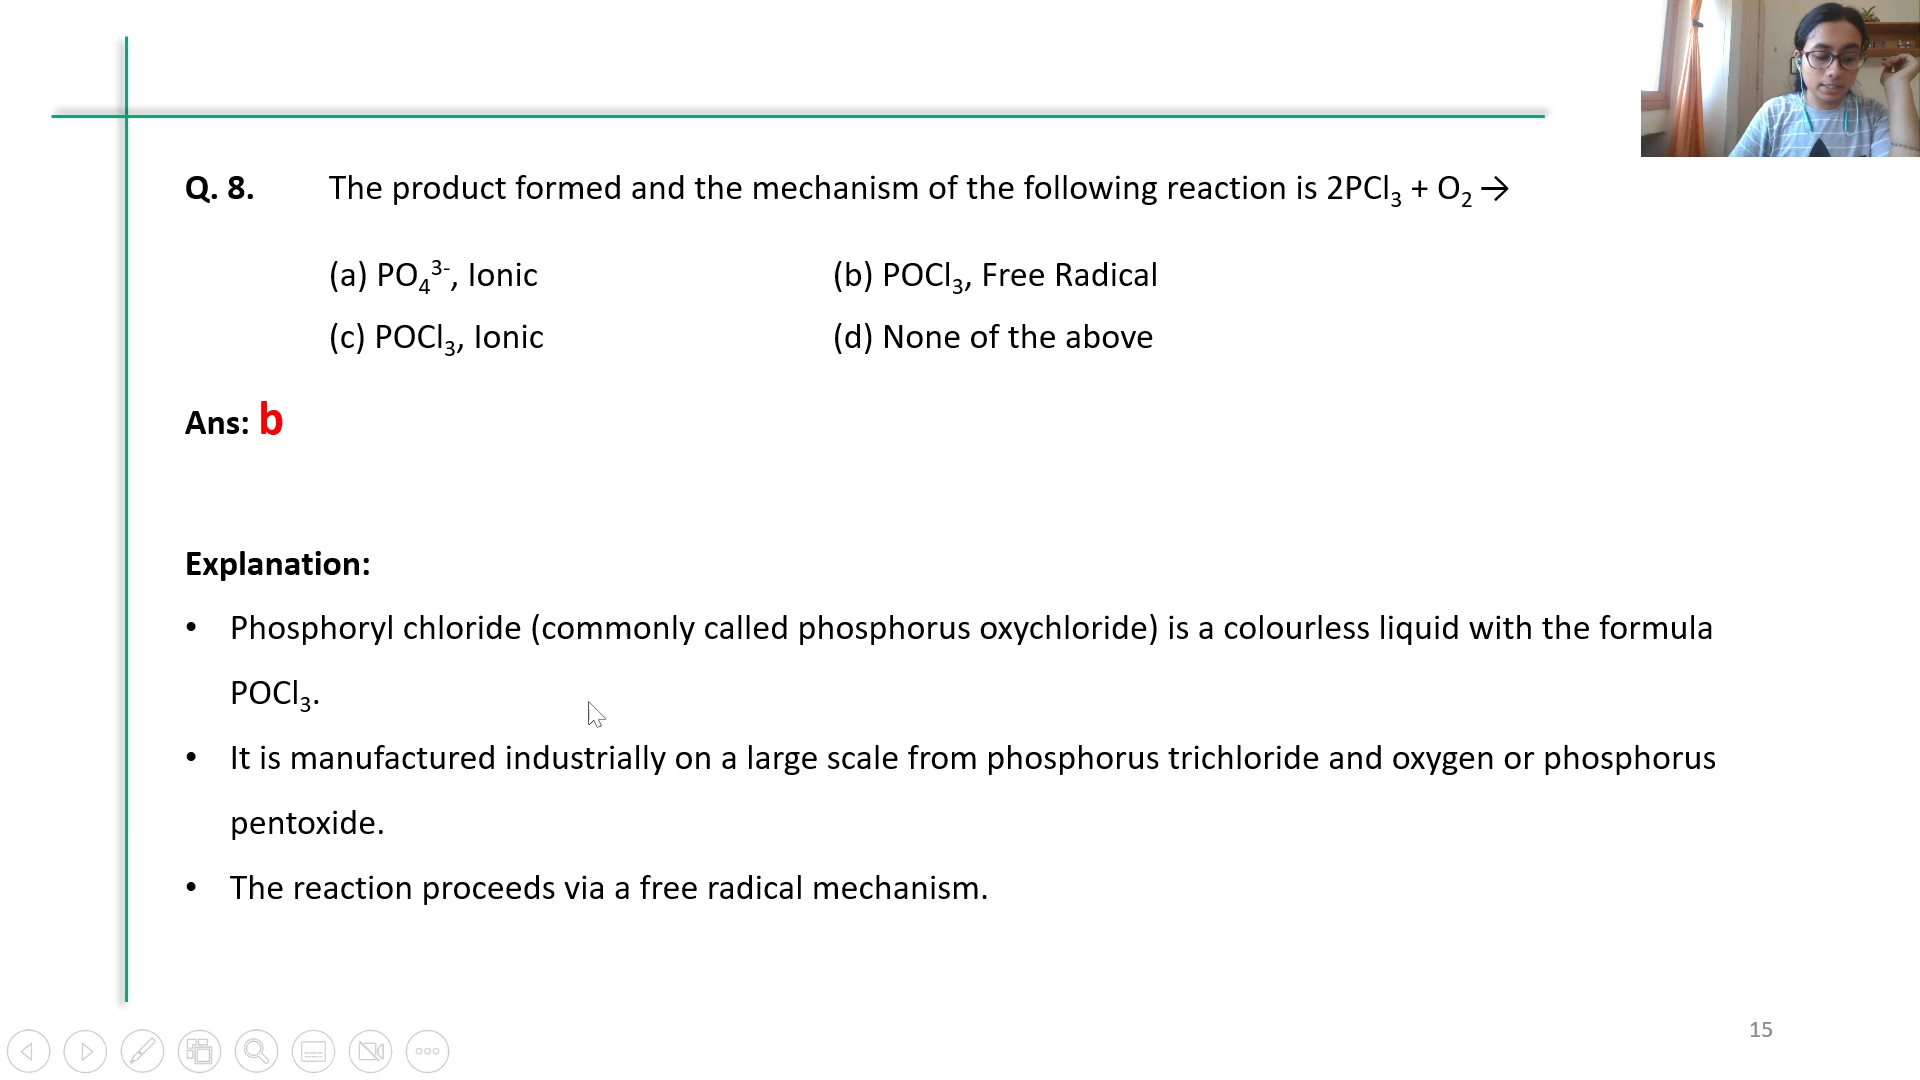 Q. 8. The product formed and the mechanism of the following reaction is 2PCl₃ + O₂ →
(a) PO₄³⁻, Ionic (b) POCl₃, Free Radical
(c) POCl₃, Ionic (d) None of the above
Ans: b
Explanation:
• Phosphoryl chloride (commonly called phosphorus oxychloride) is a colourless liquid with the formula
POCl₃.
• It is manufactured industrially on a large scale from phosphorus trichloride and oxygen or phosphorus
pentoxide.
• The reaction proceeds via a free radical mechanism.
15